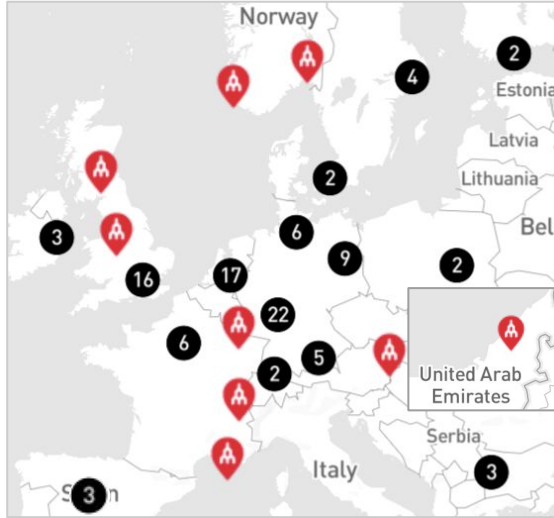 Norway
2
4
Estonia
Latvia
2
Lithuania
3
6
Bel
9
2
16
17
22
6
5
2
United Arab
Emirates
Serbia
Italy
3
3